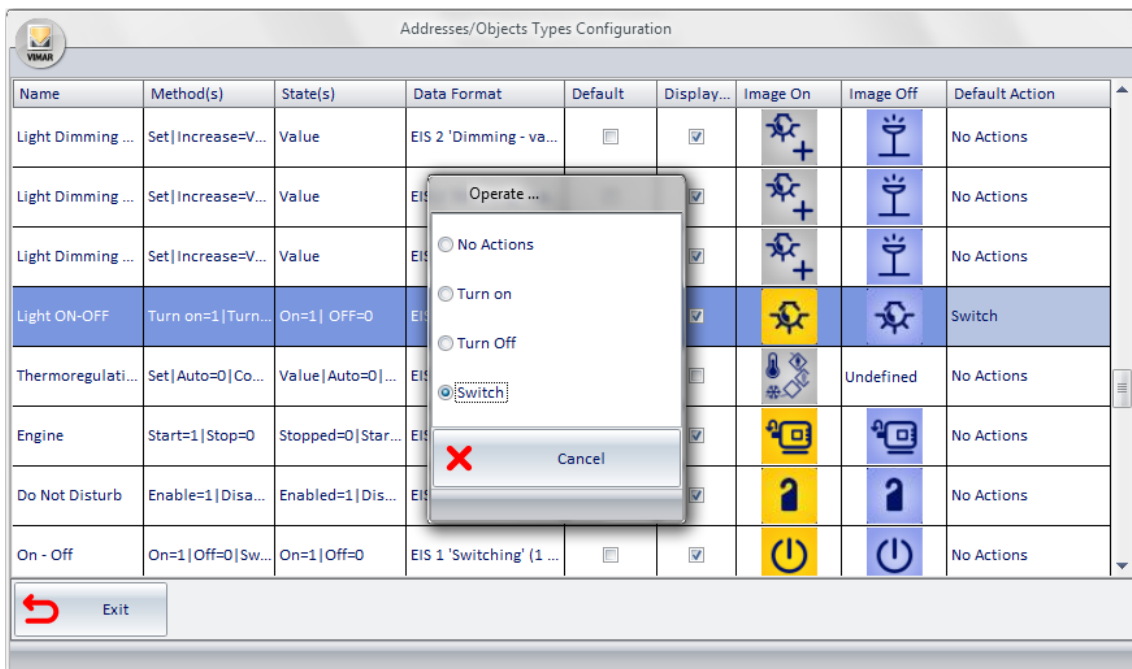 Addresses/Objects Types Configuration
VIMAR
Name Method(s) State(s) Data Format Default Display... Image On Image Off Default Action
Light Dimming ... Set|Increase=V... Value EIS 2 'Dimming - va... No Actions
Light Dimming ... Set|Increase=V... Value EIS No Actions
Light Dimming ... Set|Increase=V... Value EIS No Actions
Light ON-OFF Turn on=1|Turn... On=1| OFF=0 EIS Switch
Thermoregulati... Set|Auto=0|Co... Value|Auto=0|... EIS Undefined No Actions
Engine Start=1|Stop=0 Stopped=0|Star... EIS No Actions
Do Not Disturb Enable=1|Disa... Enabled=1|Dis... EIS No Actions
On - Off On=1|Off=0|Sw... On=1|Off=0 EIS 1 'Switching' (1 ... No Actions
Operate ...
No Actions
Turn on
Turn Off
Switch
Cancel
Exit